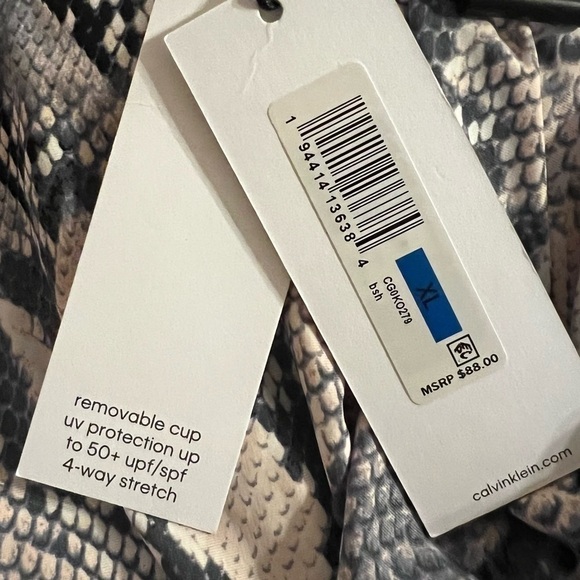 removable cup
uv protection up
to 50+ upf/spf
4-way stretch
1 94414 13638 4
CG0KO279
bsh
XL
MSRP $88.00
calvinklein.com